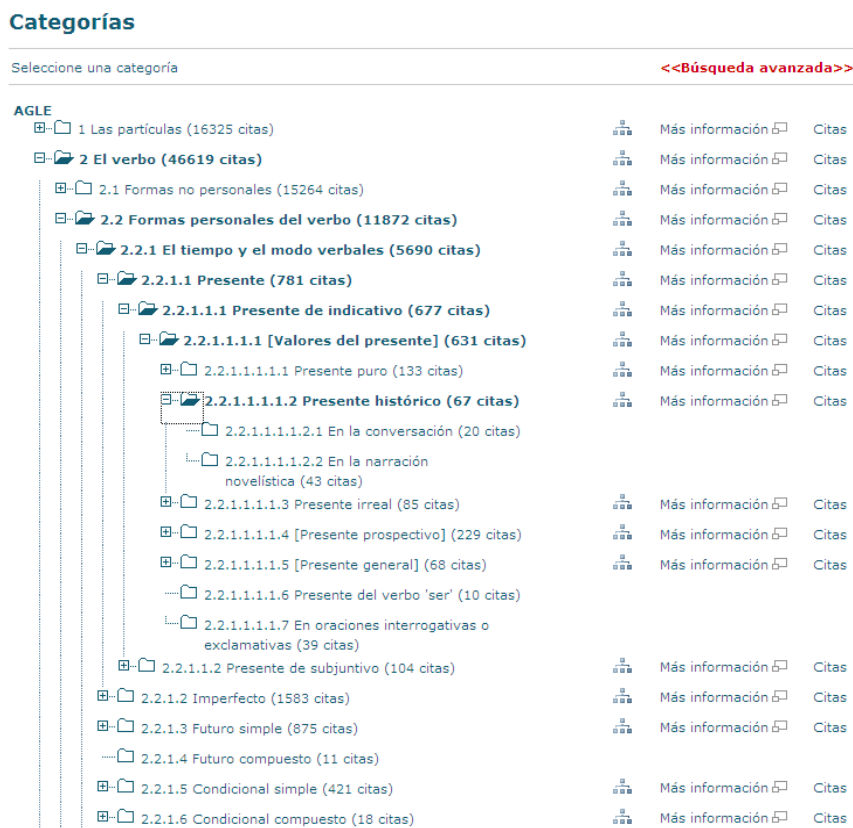 Categorías
Seleccione una categoría <<Búsqueda avanzada>>
AGLE
1 Las partículas (16325 citas) Más información Citas
2 El verbo (46619 citas) Más información Citas
2.1 Formas no personales (15264 citas) Más información Citas
2.2 Formas personales del verbo (11872 citas) Más información Citas
2.2.1 El tiempo y el modo verbales (5690 citas) Más información Citas
2.2.1.1 Presente (781 citas) Más información Citas
2.2.1.1.1 Presente de indicativo (677 citas) Más información Citas
2.2.1.1.1.1 [Valores del presente] (631 citas) Más información Citas
2.2.1.1.1.1.1 Presente puro (133 citas) Más información Citas
2.2.1.1.1.1.2 Presente histórico (67 citas) Más información Citas
2.2.1.1.1.1.2.1 En la conversación (20 citas)
2.2.1.1.1.1.2.2 En la narración
novelística (43 citas)
2.2.1.1.1.1.3 Presente irreal (85 citas) Más información Citas
2.2.1.1.1.1.4 [Presente prospectivo] (229 citas) Más información Citas
2.2.1.1.1.1.5 [Presente general] (68 citas) Más información Citas
2.2.1.1.1.1.6 Presente del verbo 'ser' (10 citas)
2.2.1.1.1.1.7 En oraciones interrogativas o
exclamativas (39 citas)
2.2.1.1.2 Presente de subjuntivo (104 citas) Más información Citas
2.2.1.2 Imperfecto (1583 citas) Más información Citas
2.2.1.3 Futuro simple (875 citas) Más información Citas
2.2.1.4 Futuro compuesto (11 citas)
2.2.1.5 Condicional simple (421 citas) Más información Citas
2.2.1.6 Condicional compuesto (18 citas) Más información Citas